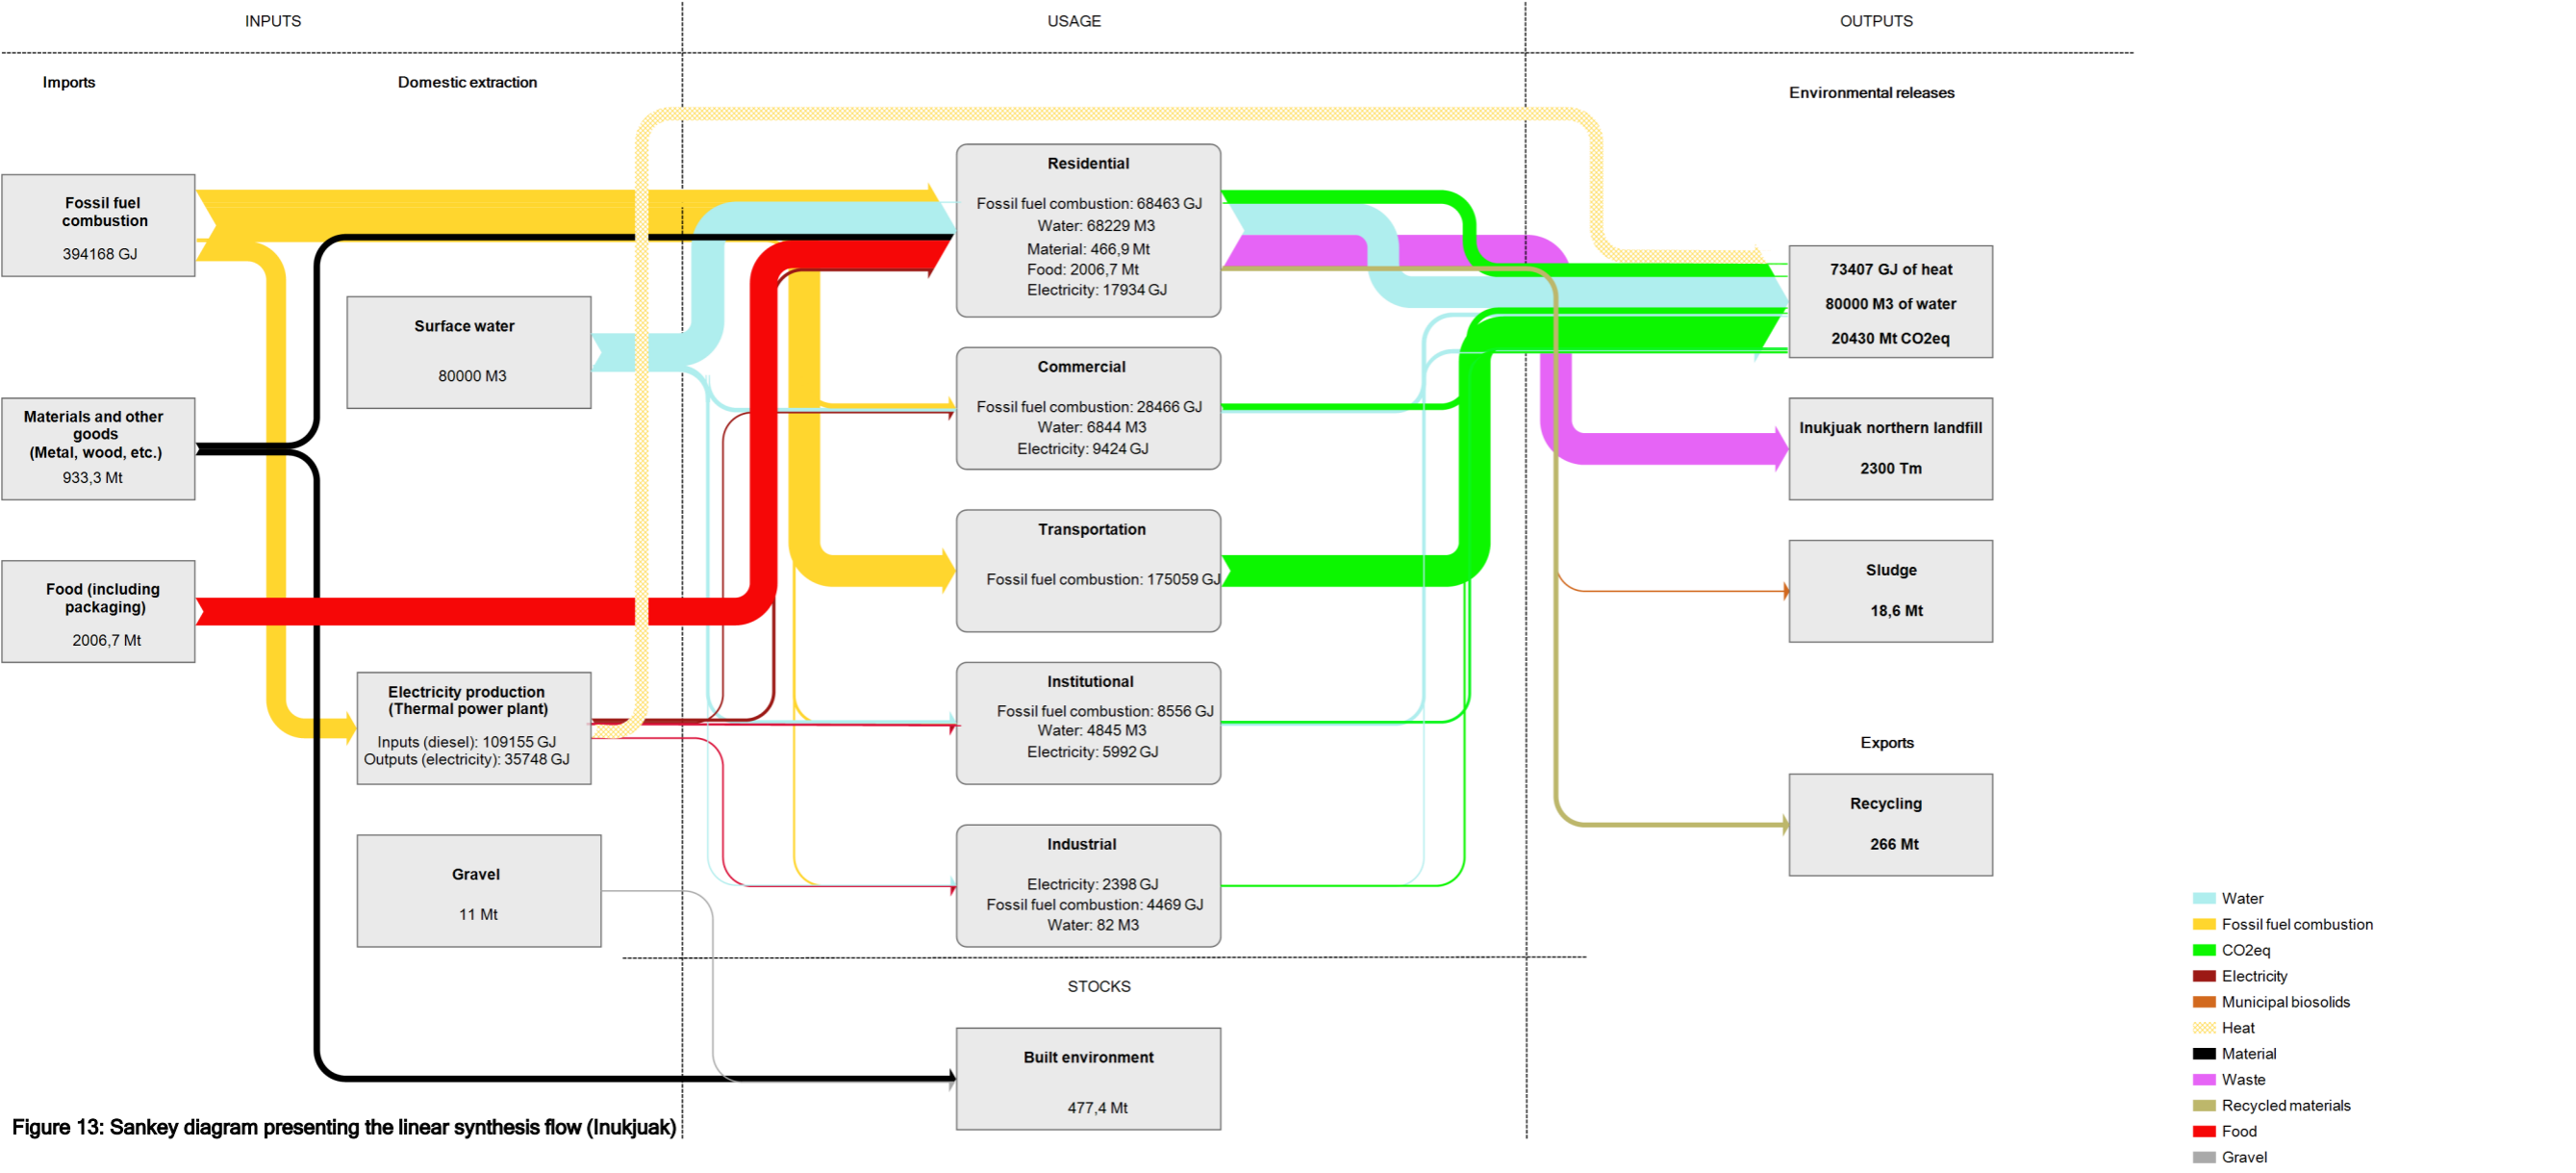 INPUTS
USAGE
OUTPUTS
Imports
Domestic extraction
Environmental releases
Fossil fuel
combustion
394168 GJ
Materials and other
goods
(Metal, wood, etc.)
933,3 Mt
Food (including
packaging)
2006,7 Mt
Surface water
80000 M3
Electricity production
(Thermal power plant)
Inputs (diesel): 109155 GJ
Outputs (electricity): 35748 GJ
Gravel
11 Mt
Residential
Fossil fuel combustion: 68463 GJ
Water: 68229 M3
Material: 466,9 Mt
Food: 2006,7 Mt
Electricity: 17934 GJ
Commercial
Fossil fuel combustion: 28466 GJ
Water: 6844 M3
Electricity: 9424 GJ
Transportation
Fossil fuel combustion: 175059 GJ
Institutional
Fossil fuel combustion: 8556 GJ
Water: 4845 M3
Electricity: 5992 GJ
Industrial
Electricity: 2398 GJ
Fossil fuel combustion: 4469 GJ
Water: 82 M3
STOCKS
Built environment
477,4 Mt
73407 GJ of heat
80000 M3 of water
20430 Mt CO2eq
Inukjuak northern landfill
2300 Tm
Sludge
18,6 Mt
Exports
Recycling
266 Mt
Water
Fossil fuel combustion
CO2eq
Electricity
Municipal biosolids
Heat
Material
Waste
Recycled materials
Food
Gravel
Figure 13: Sankey diagram presenting the linear synthesis flow (Inukjuak)